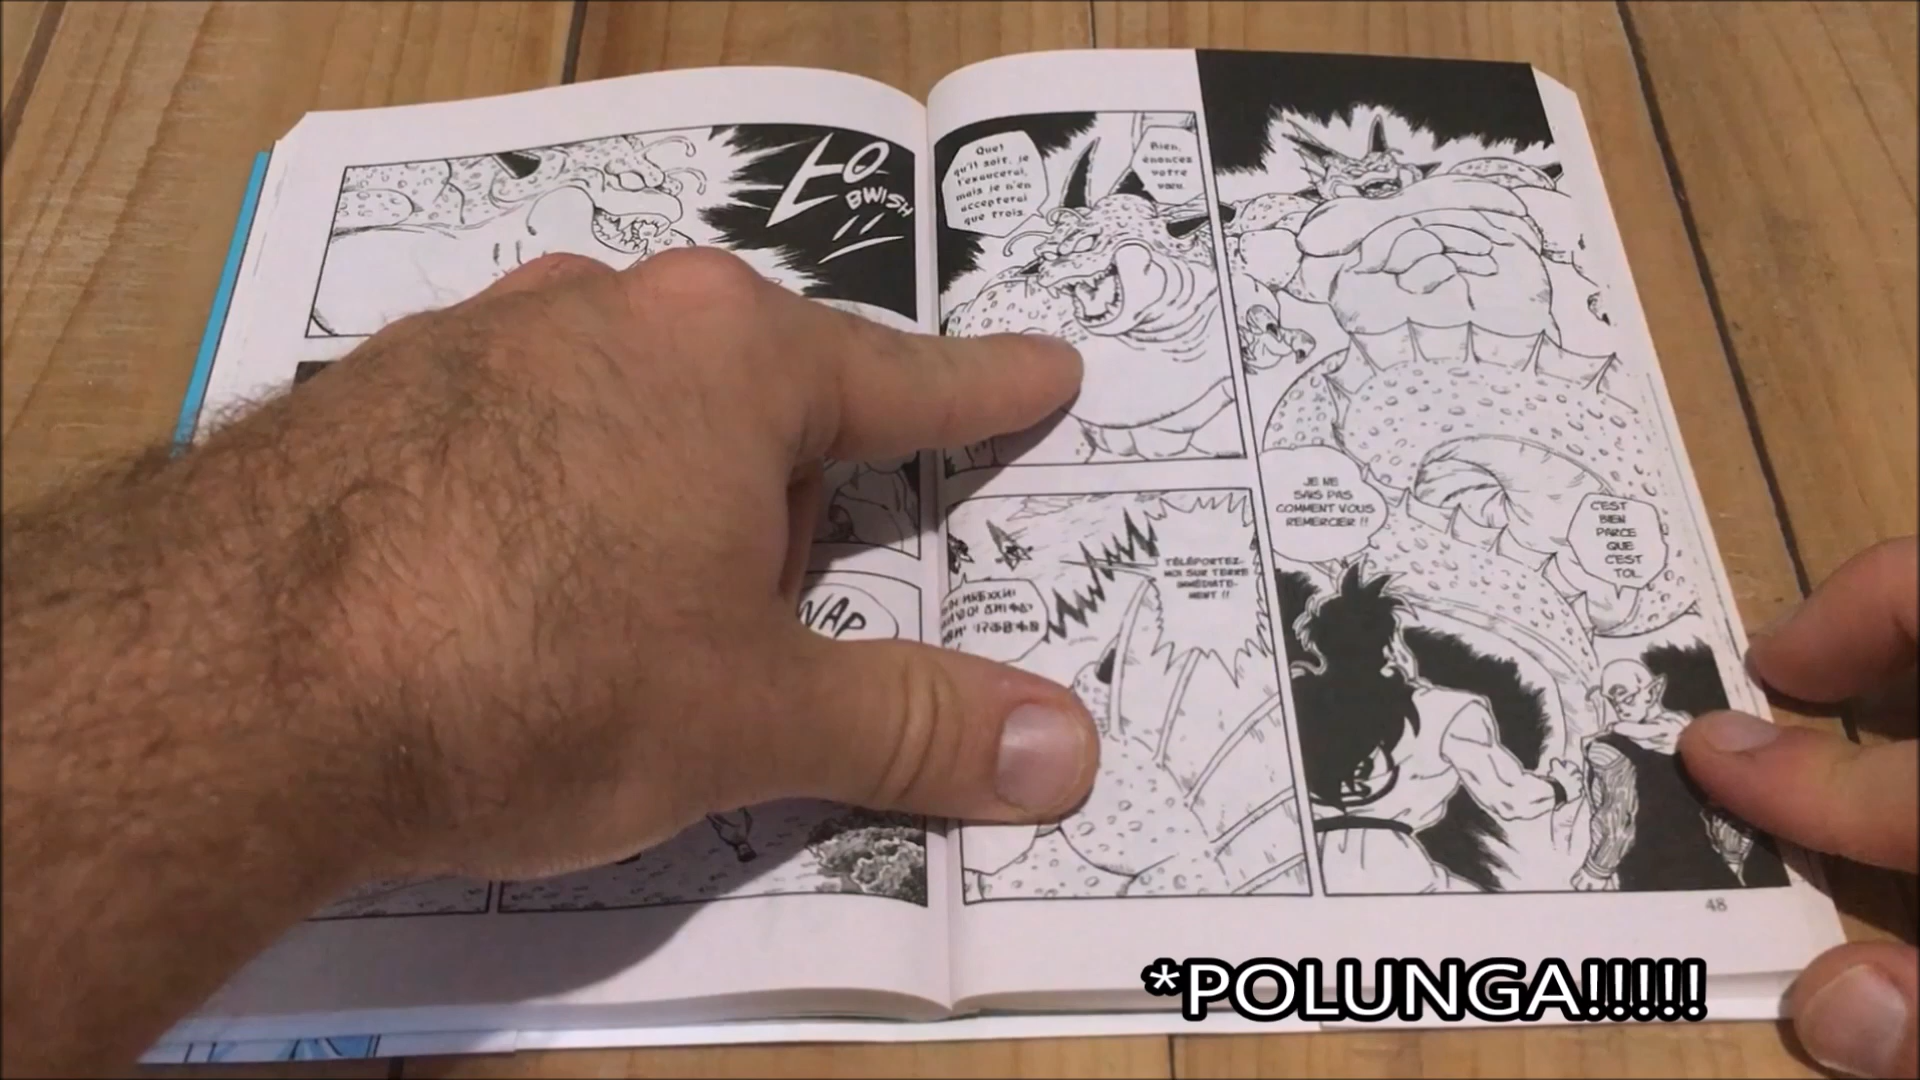 BWISH
Quel
qu'il soit, je
t'exaucerai,
mais je n'en
accepterai
que trois.
Bien,
énoncez
votre
vœu.
TÉLÉPORTEZ-
MOI SUR TERRE
IMMÉDIATE-
MENT !!
JE NE
SAIS PAS
COMMENT VOUS
REMERCIER !!
C'EST
BIEN
PARCE
QUE
C'EST
TOI.
48
*POLUNGA!!!!!